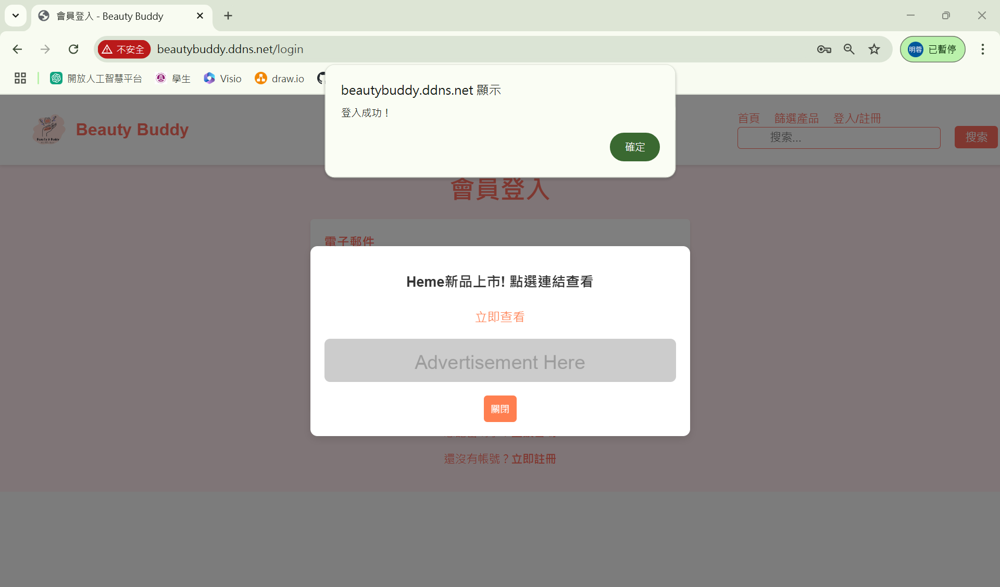 會員登入 - Beauty Buddy
不安全
beautybuddy.ddns.net/login
明蓉 已暫停
開放人工智慧平台 學生 Visio draw.io
beautybuddy.ddns.net 顯示
登入成功！
確定
Beauty & Buddy
Beauty Buddy
首頁 篩選產品 登入/註冊
搜索... 搜索
會員登入
電子郵件
Heme新品上市! 點選連結查看
立即查看
Advertisement Here
關閉
還沒有帳號？立即註冊